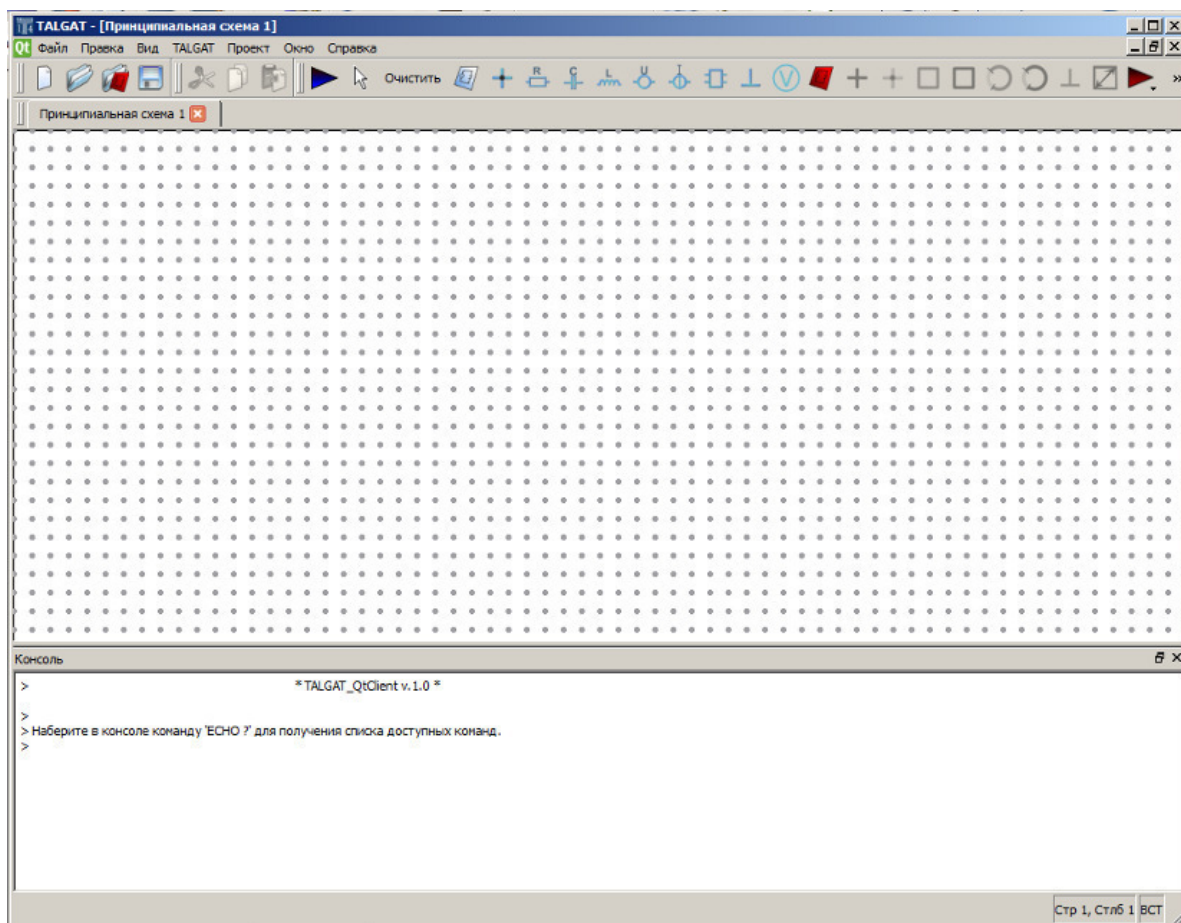 TALGAT - [Принципиальная схема 1]
Qt Файл Правка Вид TALGAT Проект Окно Справка
Очистить R C L U I V »
Принципиальная схема 1
Консоль
> * TALGAT_QtClient v.1.0 *
>
> Наберите в консоле команду 'ECHO ?' для получения списка доступных команд.
>
Стр 1, Стлб 1 ВСТ